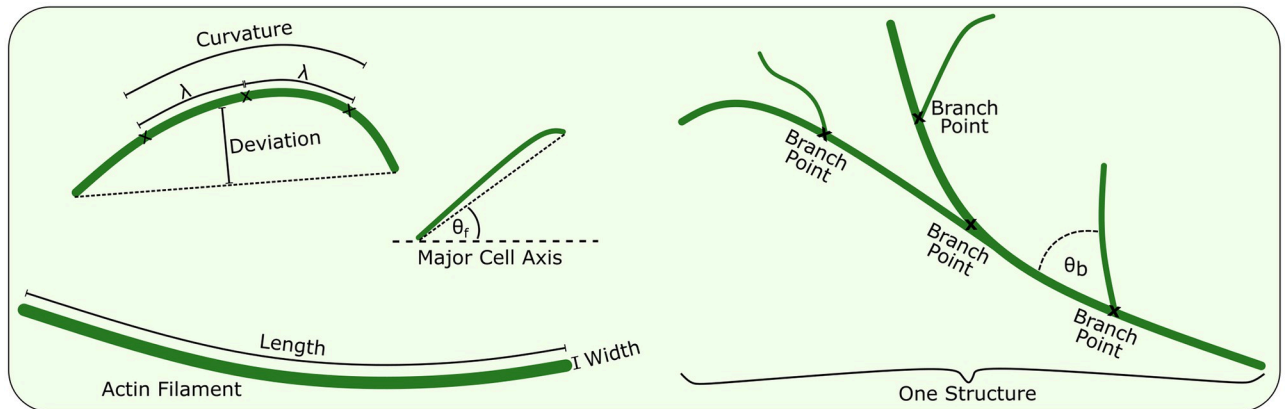 Curvature
λ
λ
Deviation
θf
Major Cell Axis
Length
Width
Actin Filament
Branch
Point
Branch
Point
Branch
Point
θb
Branch
Point
One Structure